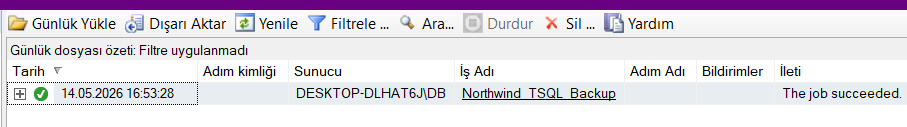 Günlük Yükle Dışarı Aktar Yenile Filtrele ... Ara... Durdur Sil ... Yardım
Günlük dosyası özeti: Filtre uygulanmadı
Tarih Adım kimliği Sunucu İş Adı Adım Adı Bildirimler İleti
14.05.2026 16:53:28 DESKTOP-DLHAT6J\DB Northwind_TSQL_Backup The job succeeded.